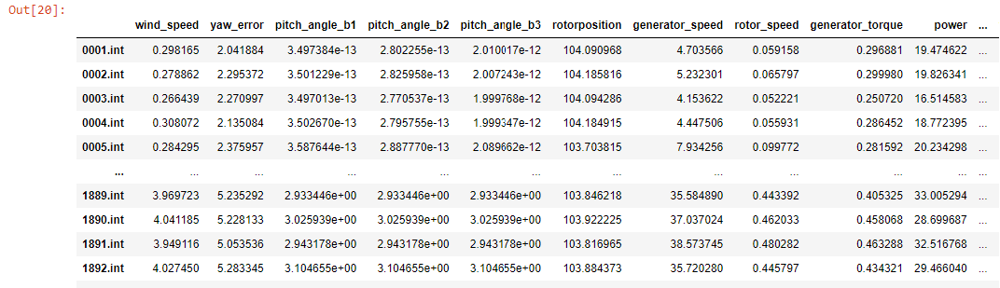 Out[20]:
wind_speed yaw_error pitch_angle_b1 pitch_angle_b2 pitch_angle_b3 rotorposition generator_speed rotor_speed generator_torque power ...
0001.int 0.298165 2.041884 3.497384e-13 2.802255e-13 2.010017e-12 104.090968 4.703566 0.059158 0.296881 19.474622 ...
0002.int 0.278862 2.295372 3.501229e-13 2.825958e-13 2.007243e-12 104.185816 5.232301 0.065797 0.299980 19.826341 ...
0003.int 0.266439 2.270997 3.497013e-13 2.770537e-13 1.999768e-12 104.094286 4.153622 0.052221 0.250720 16.514583 ...
0004.int 0.308072 2.135084 3.502670e-13 2.795755e-13 1.999347e-12 104.184915 4.447506 0.055931 0.286452 18.772395 ...
0005.int 0.284295 2.375957 3.587644e-13 2.887770e-13 2.089662e-12 103.703815 7.934256 0.099772 0.281592 20.234298 ...
... ... ... ... ... ... ... ... ... ... ... ...
1889.int 3.969723 5.235292 2.933446e+00 2.933446e+00 2.933446e+00 103.846218 35.584890 0.443392 0.405325 33.005294 ...
1890.int 4.041185 5.228133 3.025939e+00 3.025939e+00 3.025939e+00 103.922225 37.037024 0.462033 0.458068 28.699687 ...
1891.int 3.949116 5.053536 2.943178e+00 2.943178e+00 2.943178e+00 103.816965 38.573745 0.480282 0.463288 32.516768 ...
1892.int 4.027450 5.283345 3.104655e+00 3.104655e+00 3.104655e+00 103.884373 35.720280 0.445797 0.434321 29.466040 ...